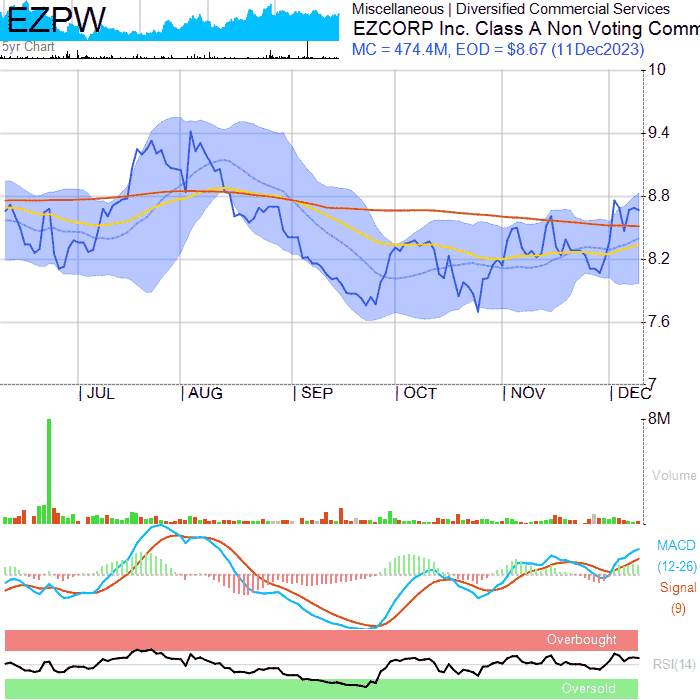 EZPW
5yr Chart
Miscellaneous | Diversified Commercial Services
EZCORP Inc. Class A Non Voting Comm
MC = 474.4M, EOD = $8.67 (11Dec2023)
10
9.4
8.8
8.2
7.6
7
JUL AUG SEP OCT NOV DEC
8M
Volume
MACD
(12-26)
Signal
(9)
Overbought
RSI(14)
Oversold